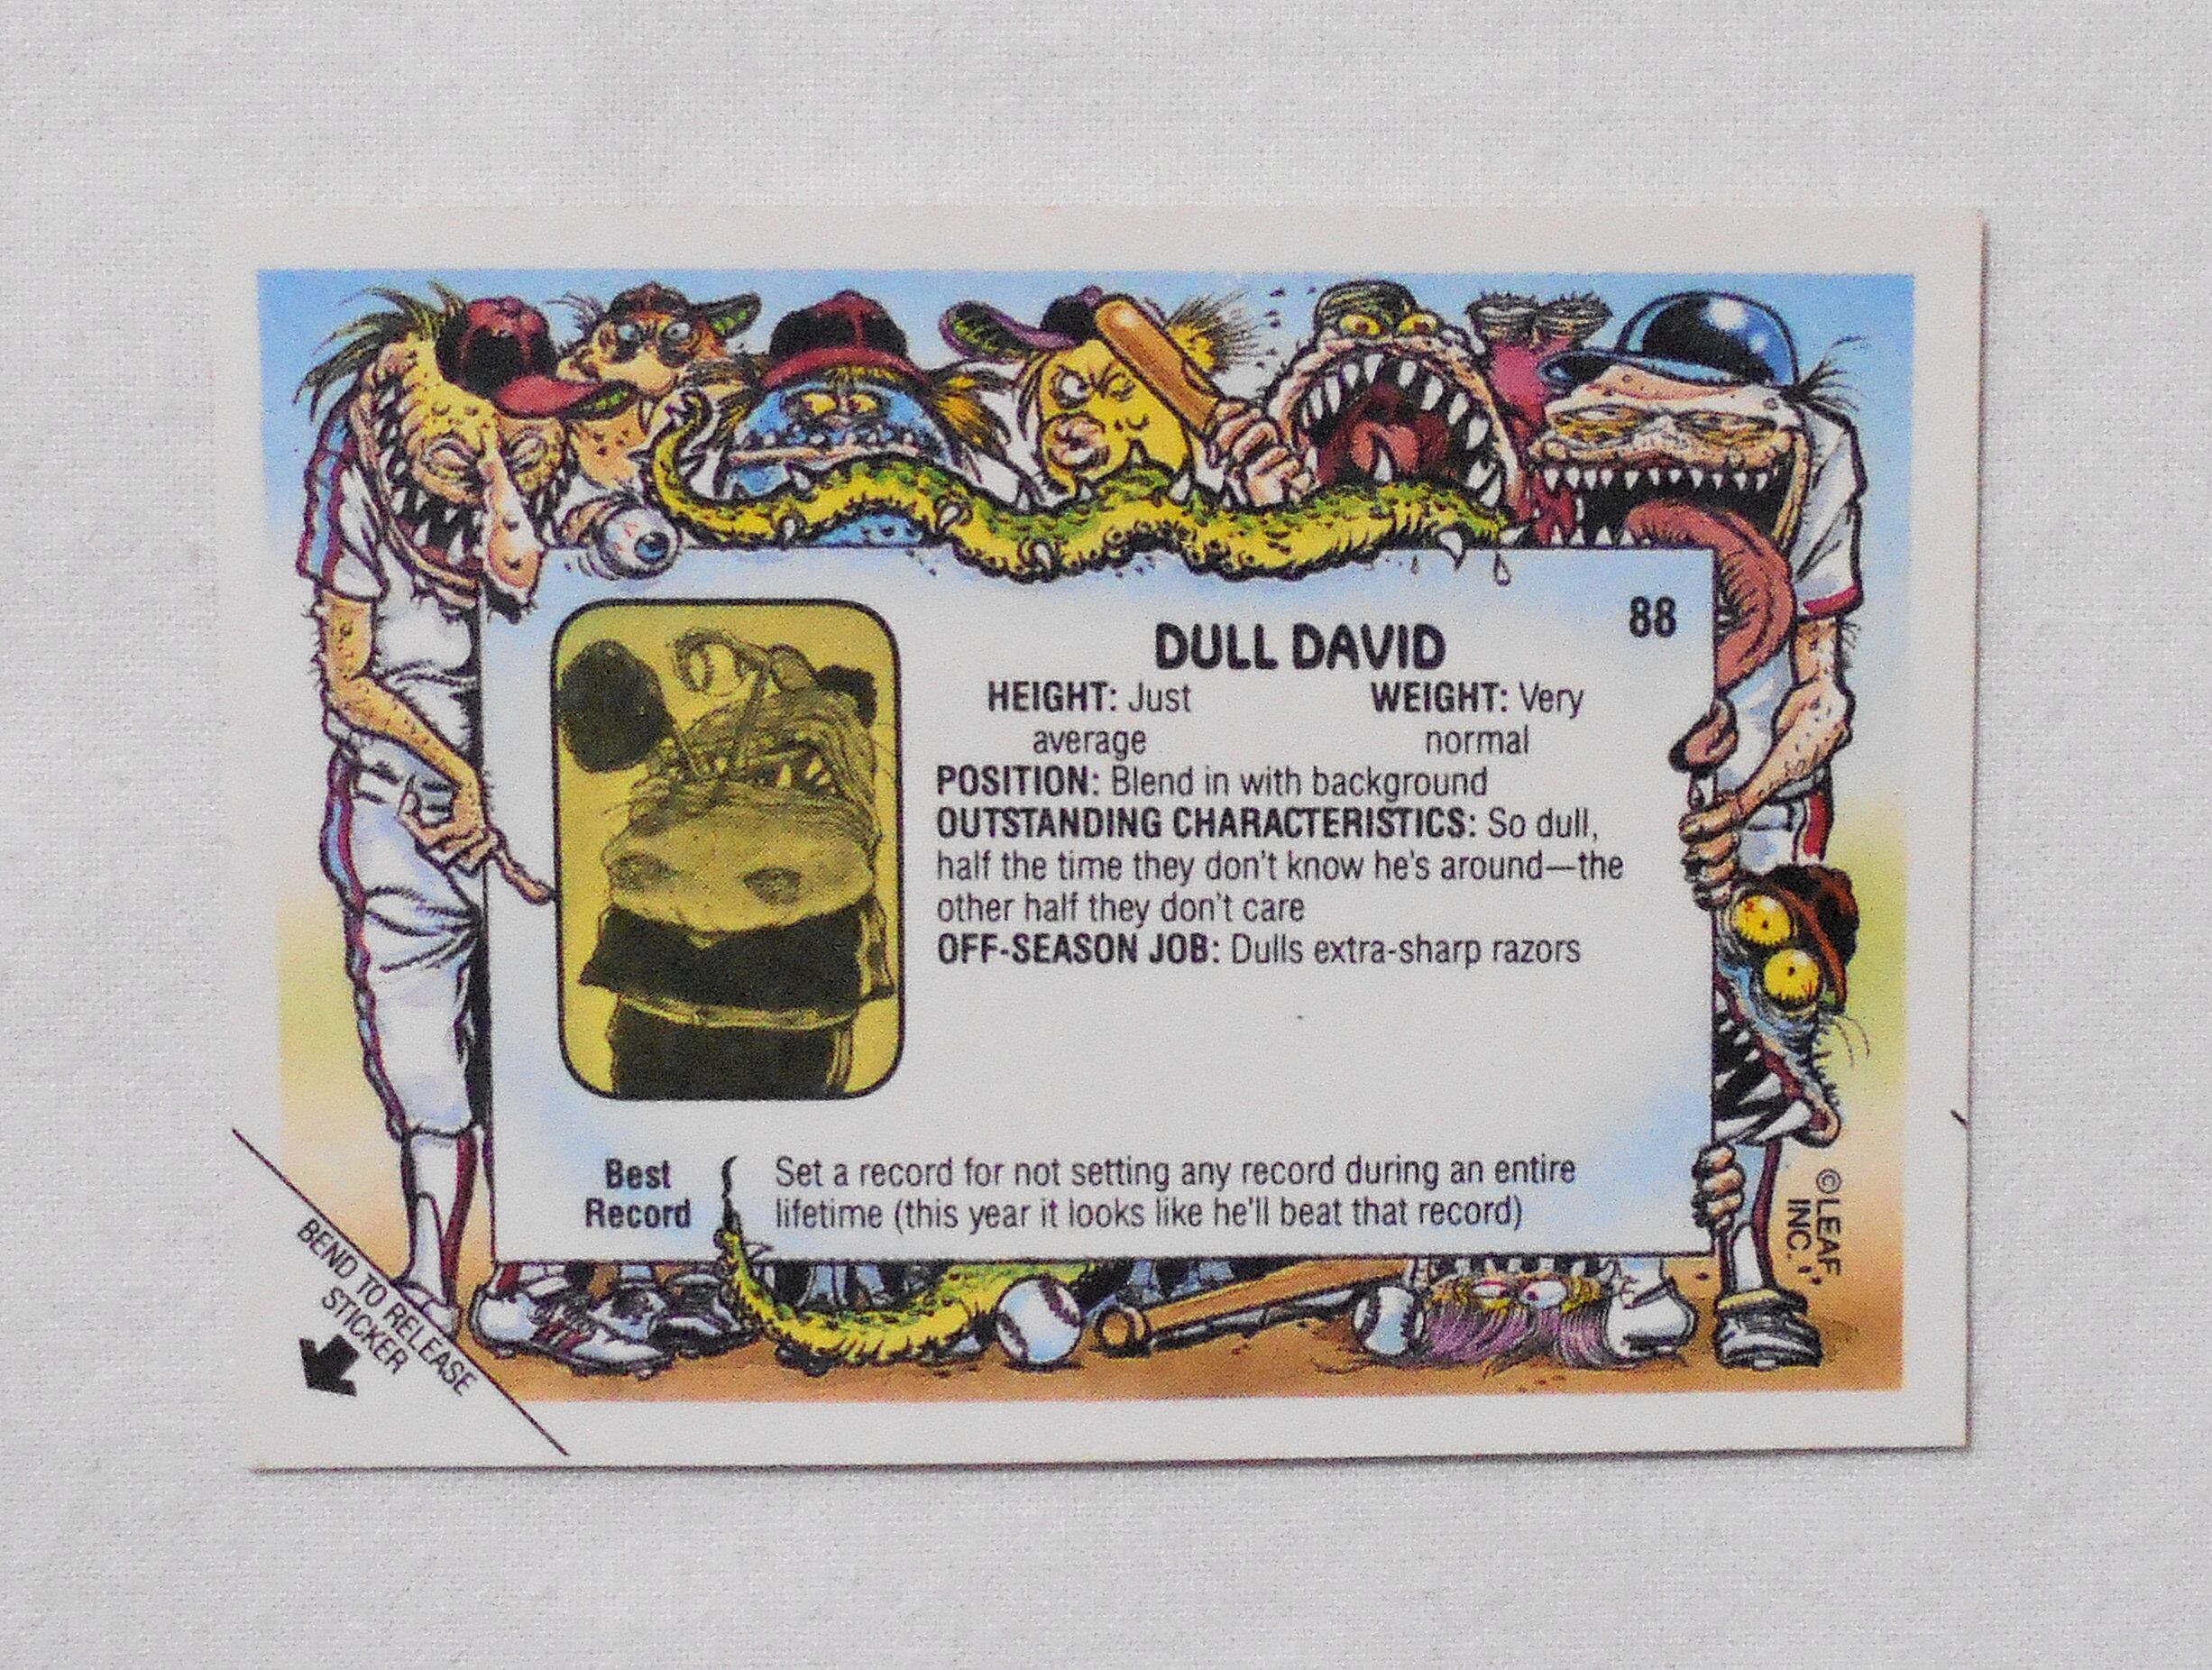 88
DULL DAVID
HEIGHT: Just average
WEIGHT: Very normal
POSITION: Blend in with background
OUTSTANDING CHARACTERISTICS: So dull,
half the time they don't know he's around—the
other half they don't care
OFF-SEASON JOB: Dulls extra-sharp razors
Best
Record
Set a record for not setting any record during an entire
lifetime (this year it looks like he'll beat that record)
©LEAF
INC.
BEND TO RELEASE
STICKER